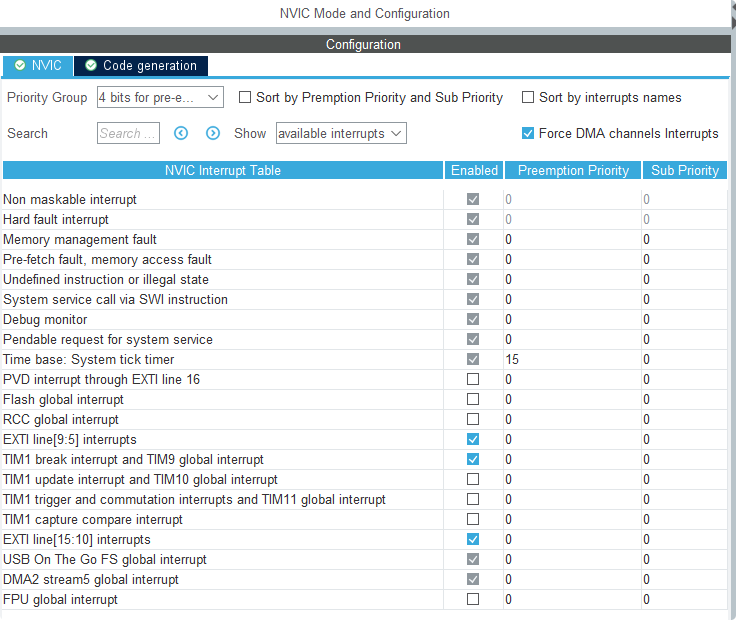 NVIC Mode and Configuration
Configuration
NVIC Code generation
Priority Group 4 bits for pre-e... Sort by Premption Priority and Sub Priority Sort by interrupts names
Search Search ... Show available interrupts Force DMA channels Interrupts
NVIC Interrupt Table Enabled Preemption Priority Sub Priority
Non maskable interrupt 0 0
Hard fault interrupt 0 0
Memory management fault 0 0
Pre-fetch fault, memory access fault 0 0
Undefined instruction or illegal state 0 0
System service call via SWI instruction 0 0
Debug monitor 0 0
Pendable request for system service 0 0
Time base: System tick timer 15 0
PVD interrupt through EXTI line 16 0 0
Flash global interrupt 0 0
RCC global interrupt 0 0
EXTI line[9:5] interrupts 0 0
TIM1 break interrupt and TIM9 global interrupt 0 0
TIM1 update interrupt and TIM10 global interrupt 0 0
TIM1 trigger and commutation interrupts and TIM11 global interrupt 0 0
TIM1 capture compare interrupt 0 0
EXTI line[15:10] interrupts 0 0
USB On The Go FS global interrupt 0 0
DMA2 stream5 global interrupt 0 0
FPU global interrupt 0 0